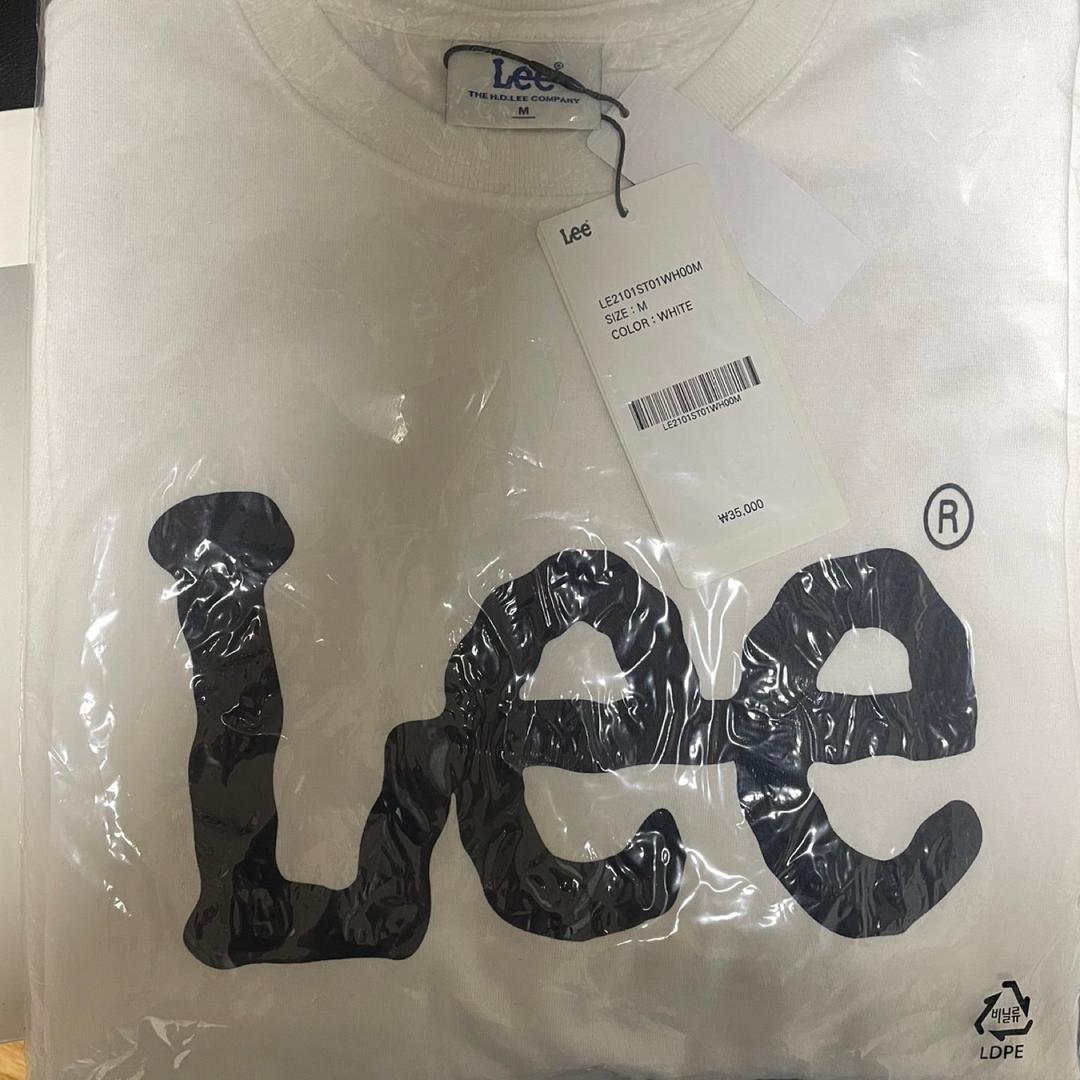 Lee®
THE H.D.LEE COMPANY
M
Lee®
LE2101ST01WH00M
SIZE : M
COLOR : WHITE
LE2101ST01WH00M
₩35,000
Lee®
비닐류
LDPE